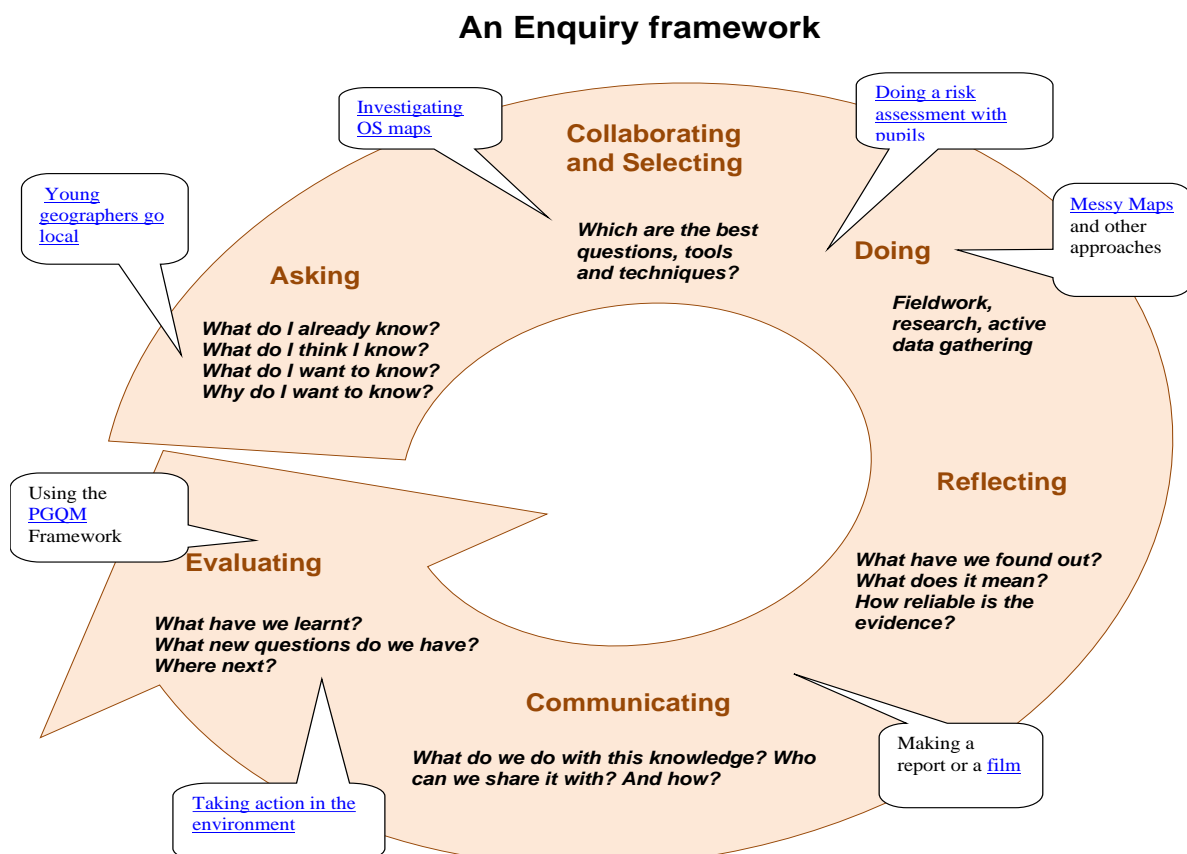 An Enquiry framework
Investigating
OS maps
Doing a risk
assessment with
pupils
Collaborating
and Selecting
Young
geographers go
local
Messy Maps
and other
approaches
Which are the best
questions, tools
and techniques?
Doing
Asking
Fieldwork,
research, active
data gathering
What do I already know?
What do I think I know?
What do I want to know?
Why do I want to know?
Reflecting
Using the
PGQM
Framework
Evaluating
What have we found out?
What does it mean?
How reliable is the
evidence?
What have we learnt?
What new questions do we have?
Where next?
Communicating
What do we do with this knowledge? Who
can we share it with? And how?
Making a
report or a film
Taking action in the
environment